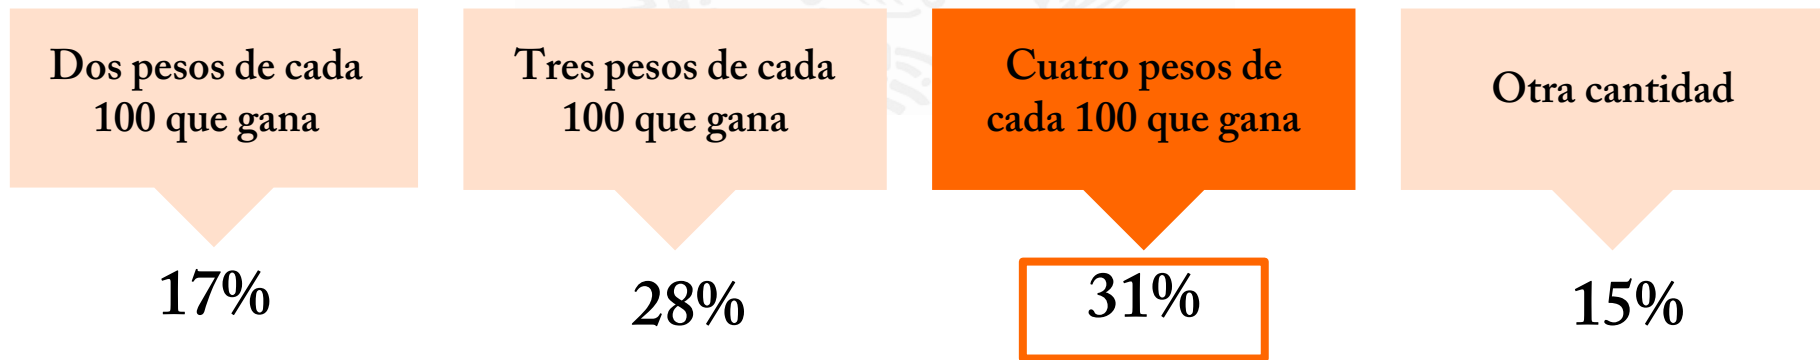 Dos pesos de cada
100 que gana
17%
Tres pesos de cada
100 que gana
28%
Cuatro pesos de
cada 100 que gana
31%
Otra cantidad
15%